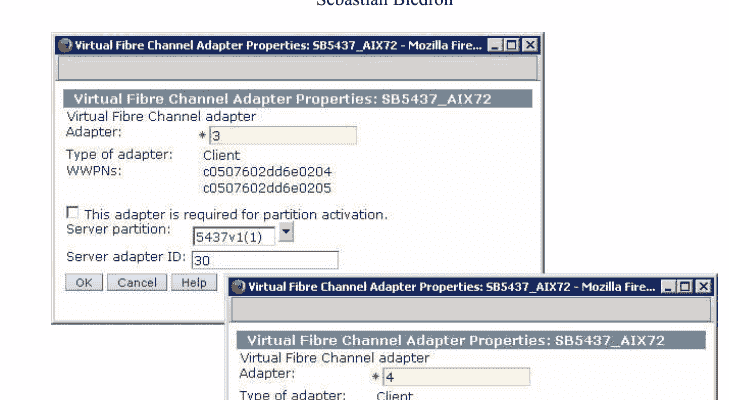 Sebastian Biedron
Virtual Fibre Channel Adapter Properties: SB5437_AIX72 - Mozilla Fire...
Virtual Fibre Channel Adapter Properties: SB5437_AIX72
Virtual Fibre Channel adapter
Adapter: * 3
Type of adapter: Client
WWPNs: c0507602dd6e0204
c0507602dd6e0205
This adapter is required for partition activation.
Server partition: 5437v1(1)
Server adapter ID: 30
OK Cancel Help
Virtual Fibre Channel Adapter Properties: SB5437_AIX72 - Mozilla Fire...
Virtual Fibre Channel Adapter Properties: SB5437_AIX72
Virtual Fibre Channel adapter
Adapter: * 4
Type of adapter: Client